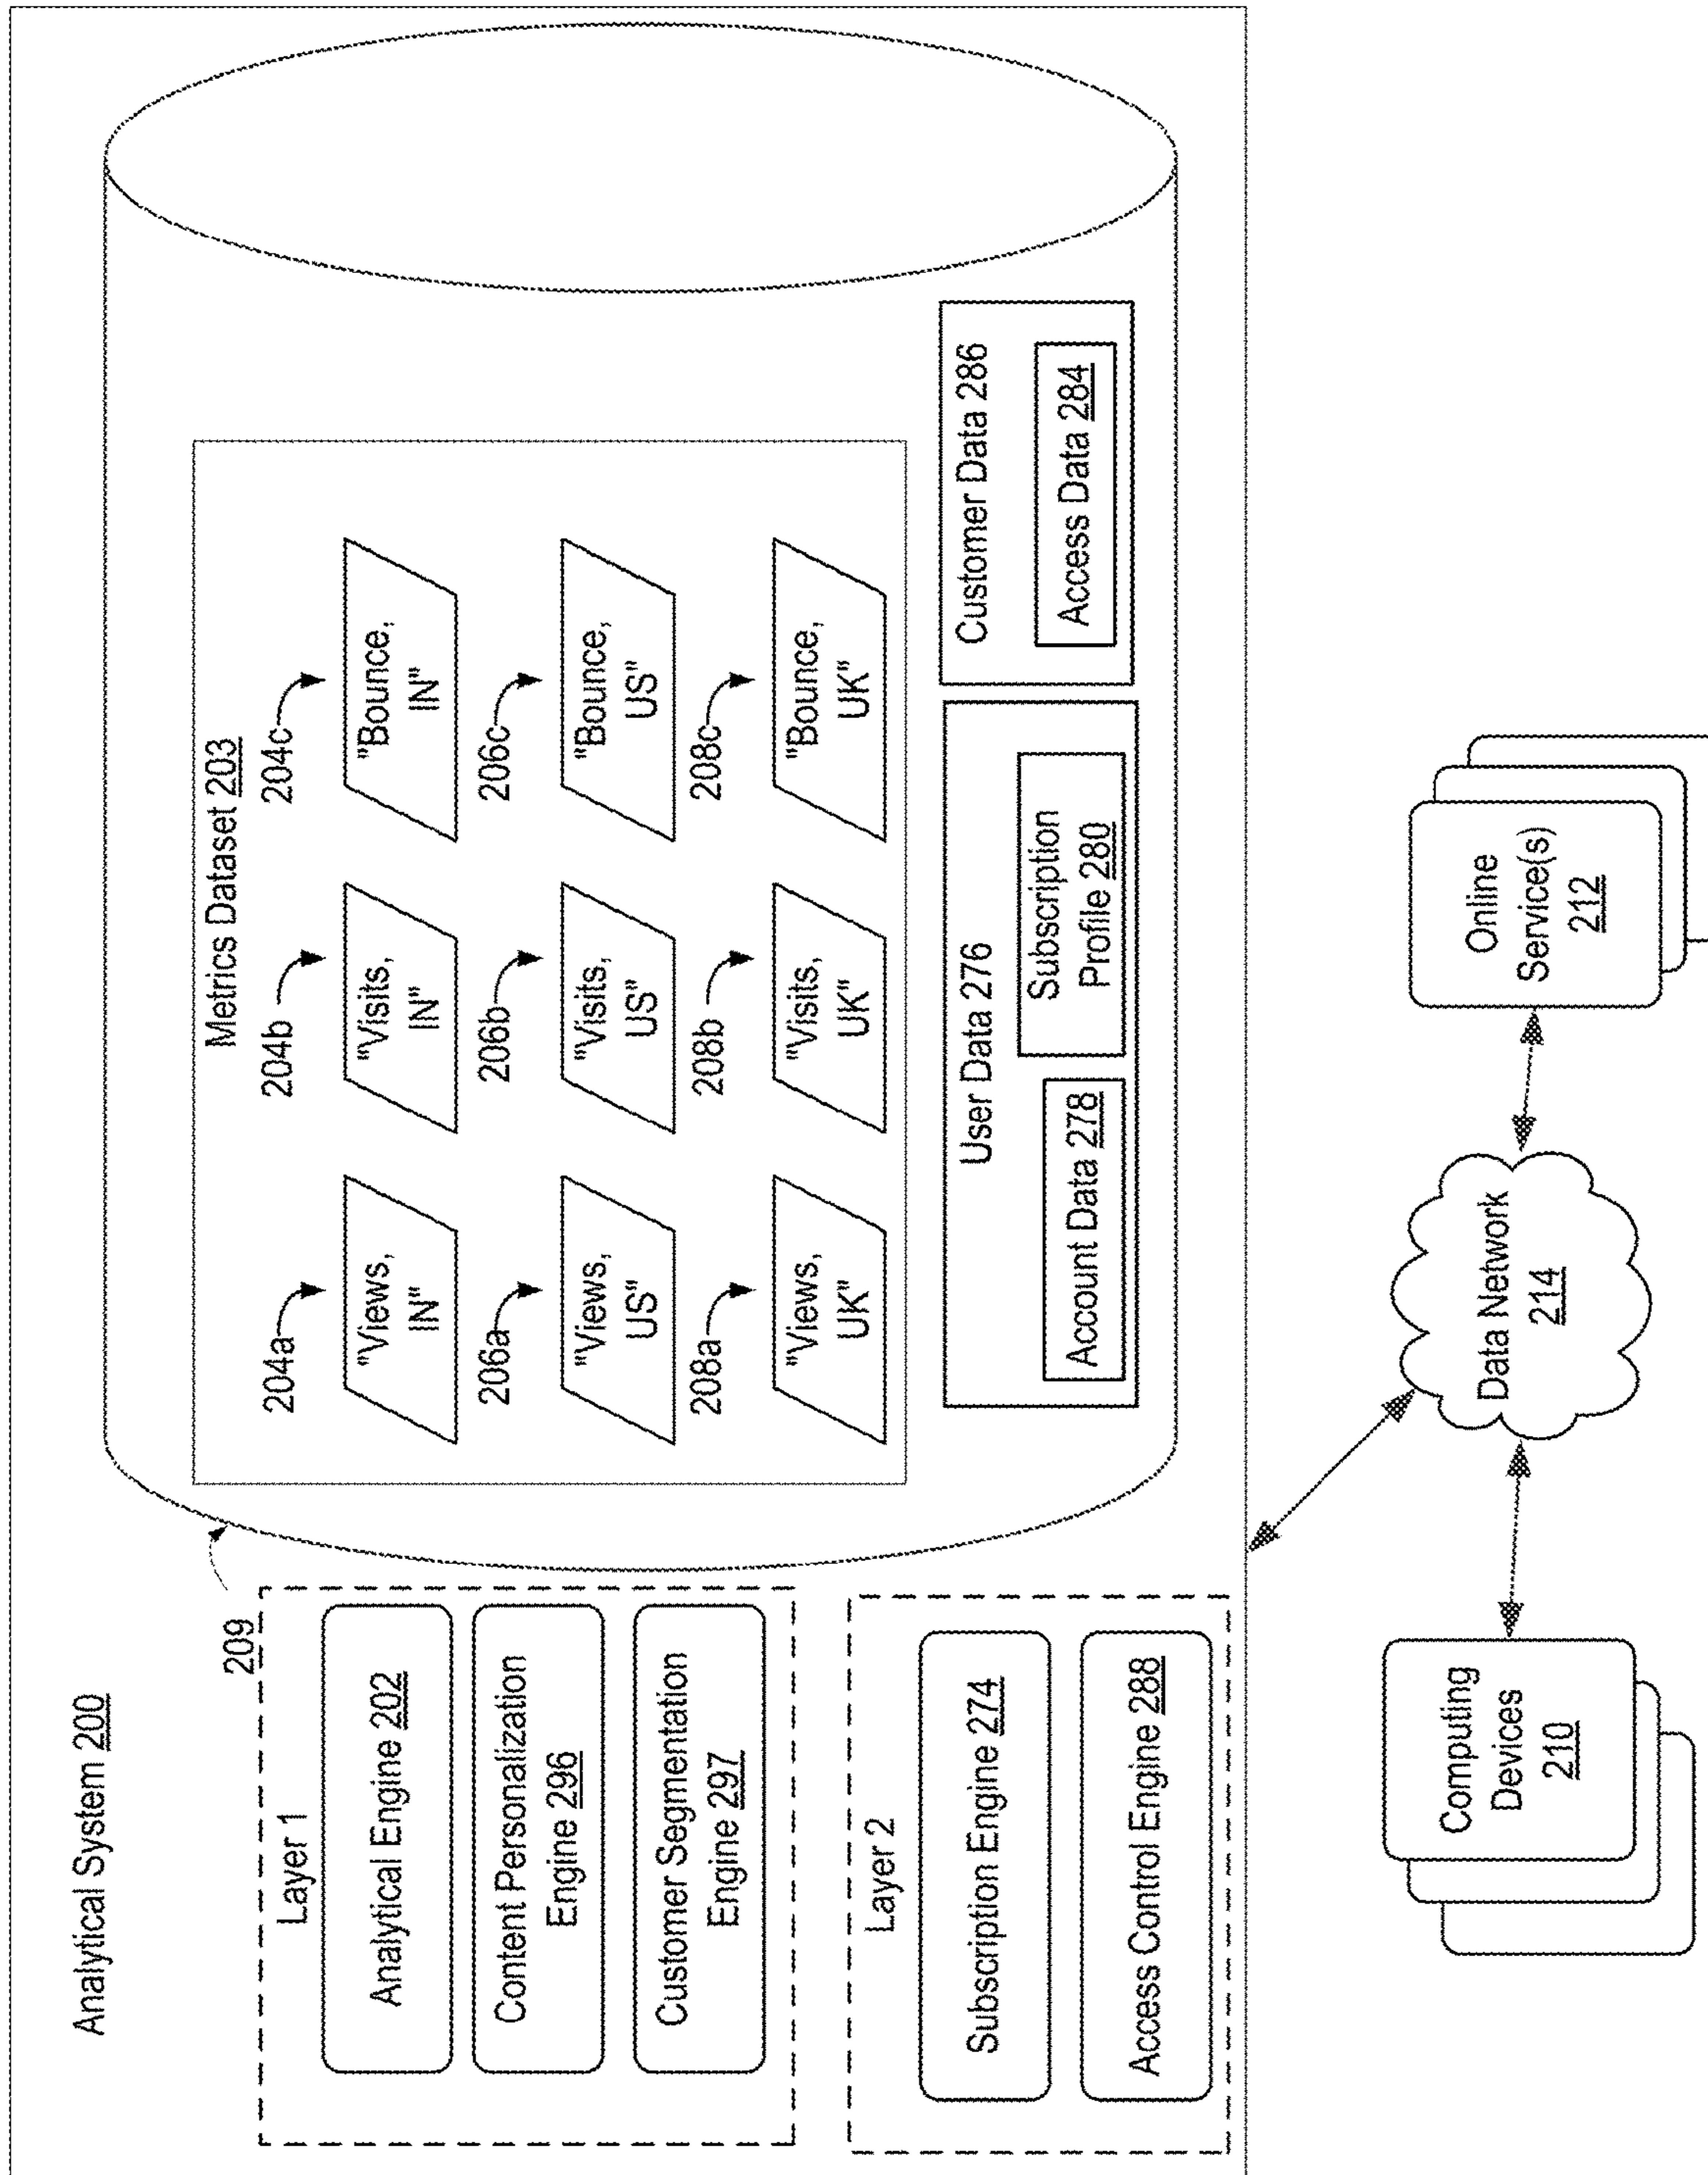 Analytical System 200
209
Layer 1
Analytical Engine 202
Content Personalization
Engine 296
Customer Segmentation
Engine 297
Layer 2
Subscription Engine 274
Access Control Engine 288
Metrics Dataset 203
204a
204b
204c
"Views,
IN"
"Visits,
IN"
"Bounce,
IN"
206a
206b
206c
"Views,
US"
"Visits,
US"
"Bounce,
US"
208a
208b
208c
"Views,
UK"
"Visits,
UK"
"Bounce,
UK"
User Data 276
Account Data 278
Subscription
Profile 280
Customer Data 286
Access Data 284
Computing
Devices
210
Data Network
214
Online
Service(s)
212